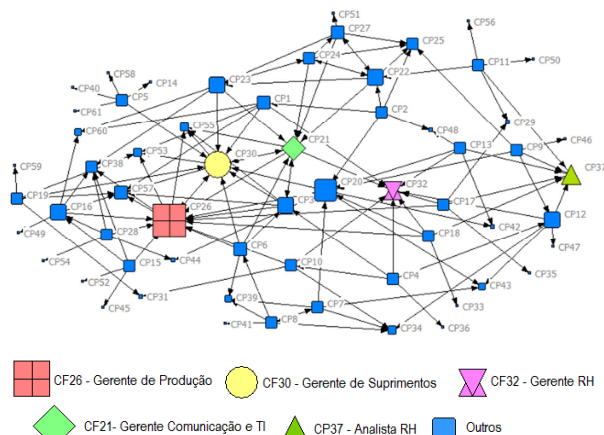 CP51
CP56
CP27
CP25
CP24
CP58
CP11
CP50
CP40
CP14
CP23
CP22
CP5
CP1
CP2
CP61
CP29
CP60
CP55
CP21
CP48
CP13
CP46
CP53
CP30
CP9
CP59
CP38
CP37
CP20
CP32
CP19
CP57
CP17
CP16
CP26
CP3
CP12
CP49
CP28
CP18
CP42
CP6
CP47
CP54
CP15
CP44
CP10
CP4
CP35
CP52
CP43
CP45
CP31
CP39
CP7
CP33
CP41
CP8
CP34
CP36
CF26 - Gerente de Produção
CF30 - Gerente de Suprimentos
CF32 - Gerente RH
CF21- Gerente Comunicação e TI
CP37 - Analista RH
Outros